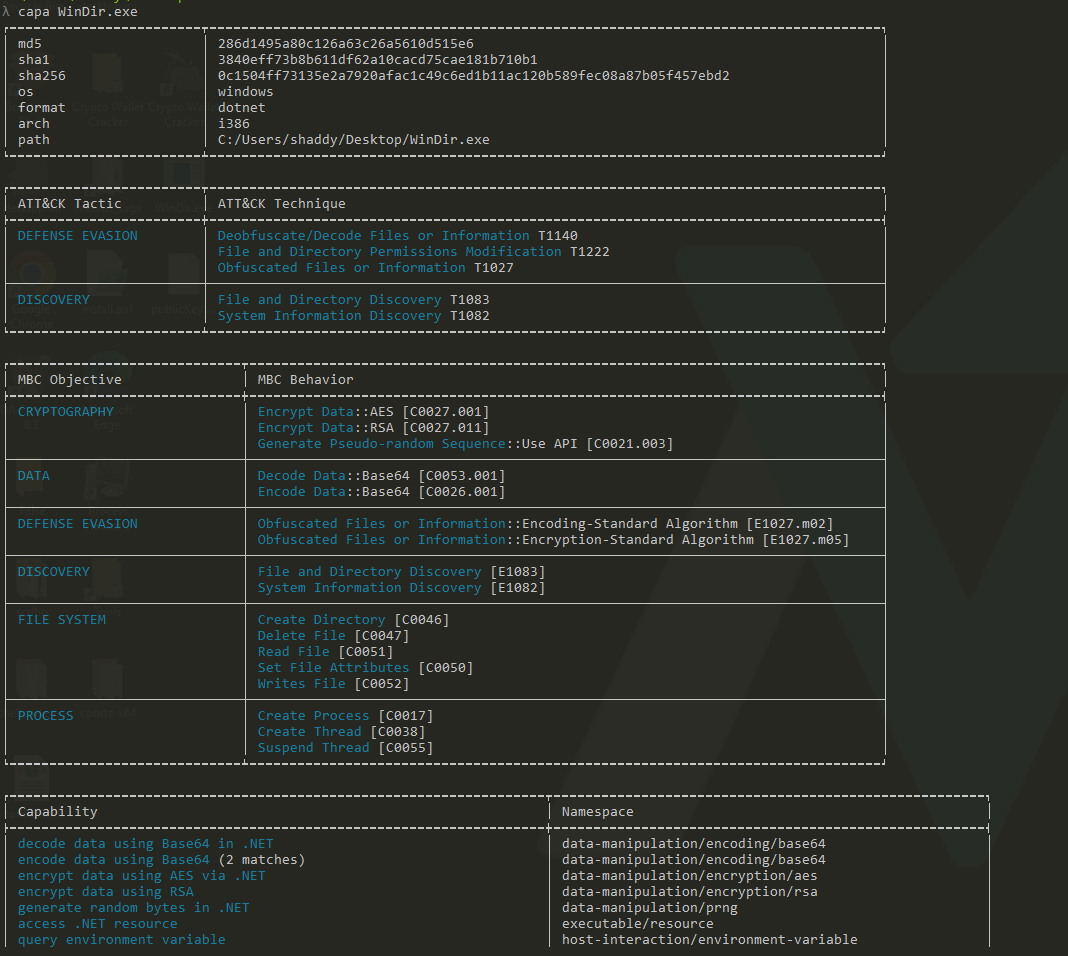 λ capa WinDir.exe
md5 286d1495a80c126a63c26a5610d515e6
sha1 3840eff73b8b611df62a10cacd75cae181b710b1
sha256 0c1504ff73135e2a7920afac1c49c6ed1b11ac120b589fec08a87b05f457ebd2
os windows
format dotnet
arch i386
path C:/Users/shaddy/Desktop/WinDir.exe
ATT&CK Tactic ATT&CK Technique
DEFENSE EVASION Deobfuscate/Decode Files or Information T1140
File and Directory Permissions Modification T1222
Obfuscated Files or Information T1027
DISCOVERY File and Directory Discovery T1083
System Information Discovery T1082
MBC Objective MBC Behavior
CRYPTOGRAPHY Encrypt Data::AES [C0027.001]
Encrypt Data::RSA [C0027.011]
Generate Pseudo-random Sequence::Use API [C0021.003]
DATA Decode Data::Base64 [C0053.001]
Encode Data::Base64 [C0026.001]
DEFENSE EVASION Obfuscated Files or Information::Encoding-Standard Algorithm [E1027.m02]
Obfuscated Files or Information::Encryption-Standard Algorithm [E1027.m05]
DISCOVERY File and Directory Discovery [E1083]
System Information Discovery [E1082]
FILE SYSTEM Create Directory [C0046]
Delete File [C0047]
Read File [C0051]
Set File Attributes [C0050]
Writes File [C0052]
PROCESS Create Process [C0017]
Create Thread [C0038]
Suspend Thread [C0055]
Capability Namespace
decode data using Base64 in .NET data-manipulation/encoding/base64
encode data using Base64 (2 matches) data-manipulation/encoding/base64
encrypt data using AES via .NET data-manipulation/encryption/aes
encrypt data using RSA data-manipulation/encryption/rsa
generate random bytes in .NET data-manipulation/prng
access .NET resource executable/resource
query environment variable host-interaction/environment-variable